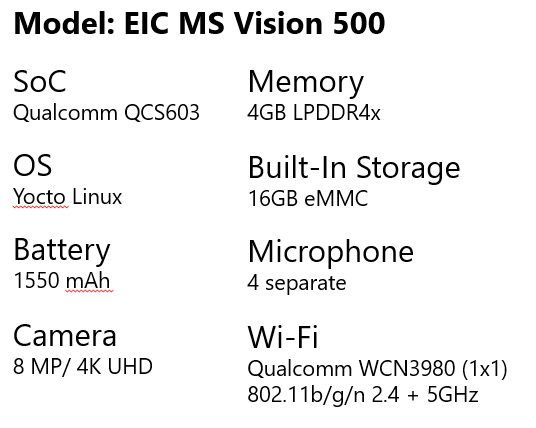 Model: EIC MS Vision 500
SoC
Qualcomm QCS603
Memory
4GB LPDDR4x
OS
Yocto Linux
Built-In Storage
16GB eMMC
Battery
1550 mAh
Microphone
4 separate
Camera
8 MP/ 4K UHD
Wi-Fi
Qualcomm WCN3980 (1x1)
802.11b/g/n 2.4 + 5GHz